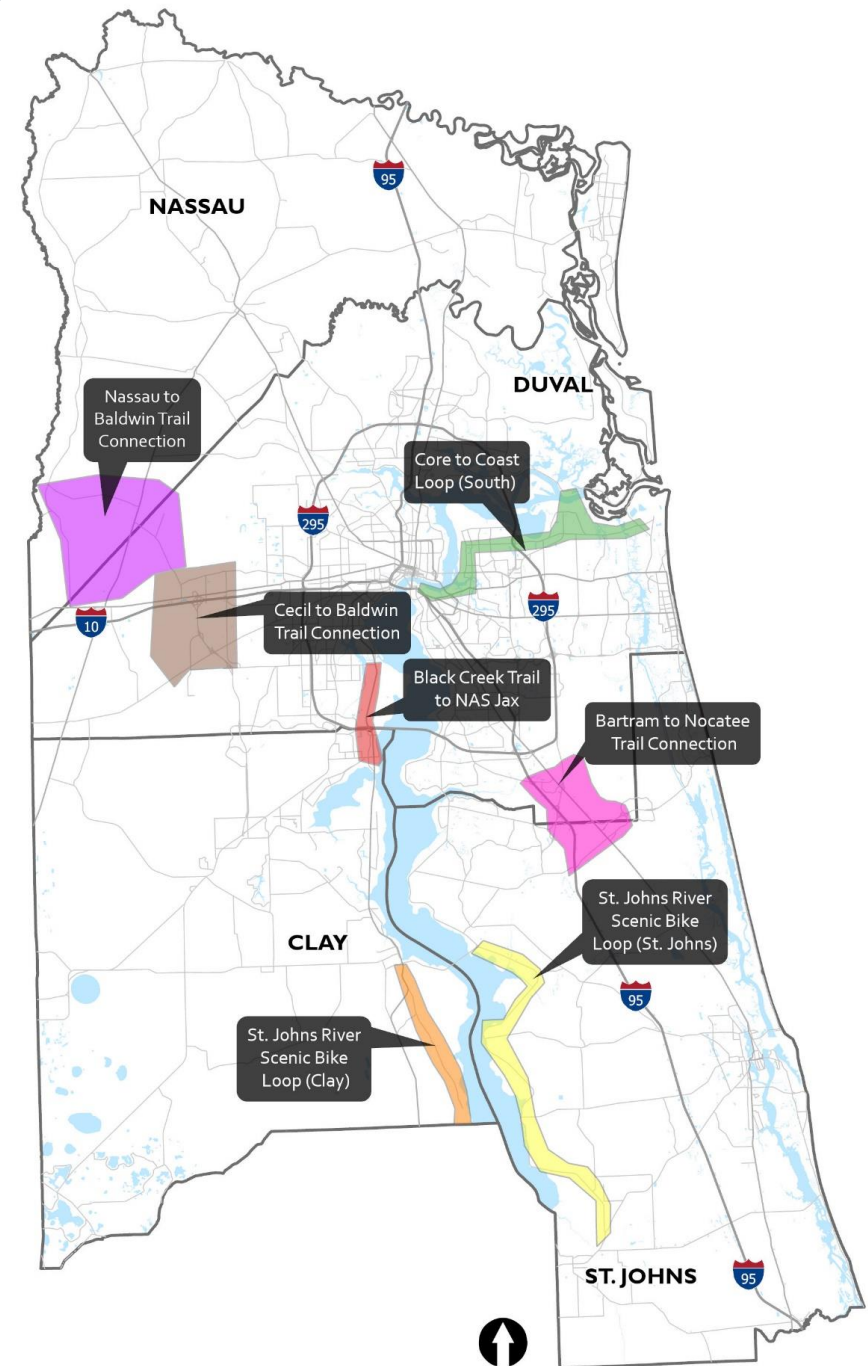 95
NASSAU
DUVAL
Nassau to
Baldwin Trail
Connection
Core to Coast
Loop (South)
295
10
Cecil to Baldwin
Trail Connection
295
Black Creek Trail
to NAS Jax
Bartram to Nocatee
Trail Connection
St. Johns River
Scenic Bike
Loop (St. Johns)
CLAY
95
St. Johns River
Scenic Bike
Loop (Clay)
ST. JOHNS
95